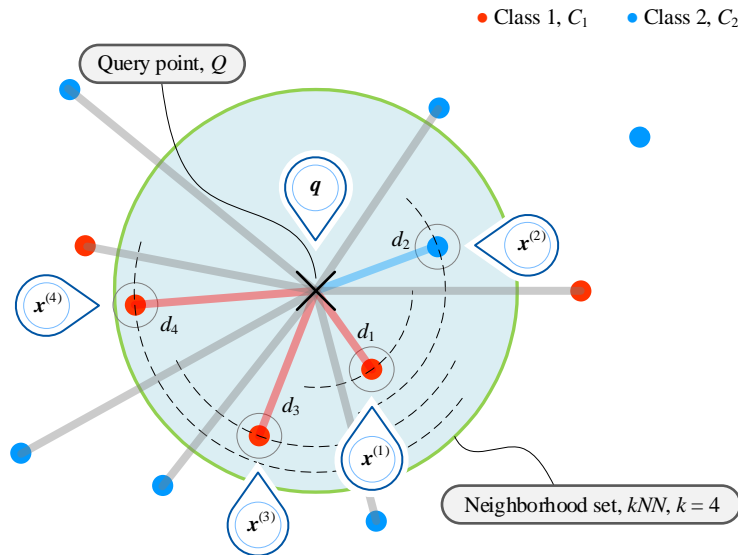 Class 1, C₁
Class 2, C₂
Query point, Q
q
d₂
x⁽²⁾
x⁽⁴⁾
d₄
d₁
d₃
x⁽¹⁾
x⁽³⁾
Neighborhood set, kNN, k = 4